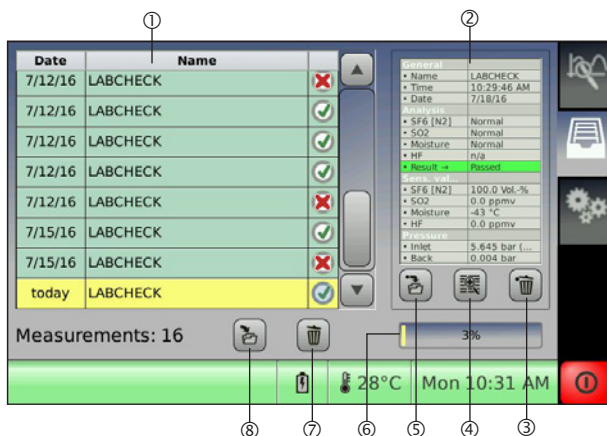 ① ②
Date Name
7/12/16 LABCHECK
7/12/16 LABCHECK
7/12/16 LABCHECK
7/12/16 LABCHECK
7/12/16 LABCHECK
7/15/16 LABCHECK
7/15/16 LABCHECK
today LABCHECK
General
• Name LABCHECK
• Time 10:29:46 AM
• Date 7/18/16
Analysis
• SF6 [N2] Normal
• SO2 Normal
• Moisture Normal
• HF n/a
• Result → Passed
Sens. val...
• SF6 [N2] 100.0 Vol.-%
• SO2 0.0 ppmv
• Moisture -43 °C
• HF 0.0 ppmv
Pressure
• Inlet 5.645 bar (...
• Back 0.004 bar
Measurements: 16
3%
28°C Mon 10:31 AM
⑧ ⑦ ⑥ ⑤ ④ ③